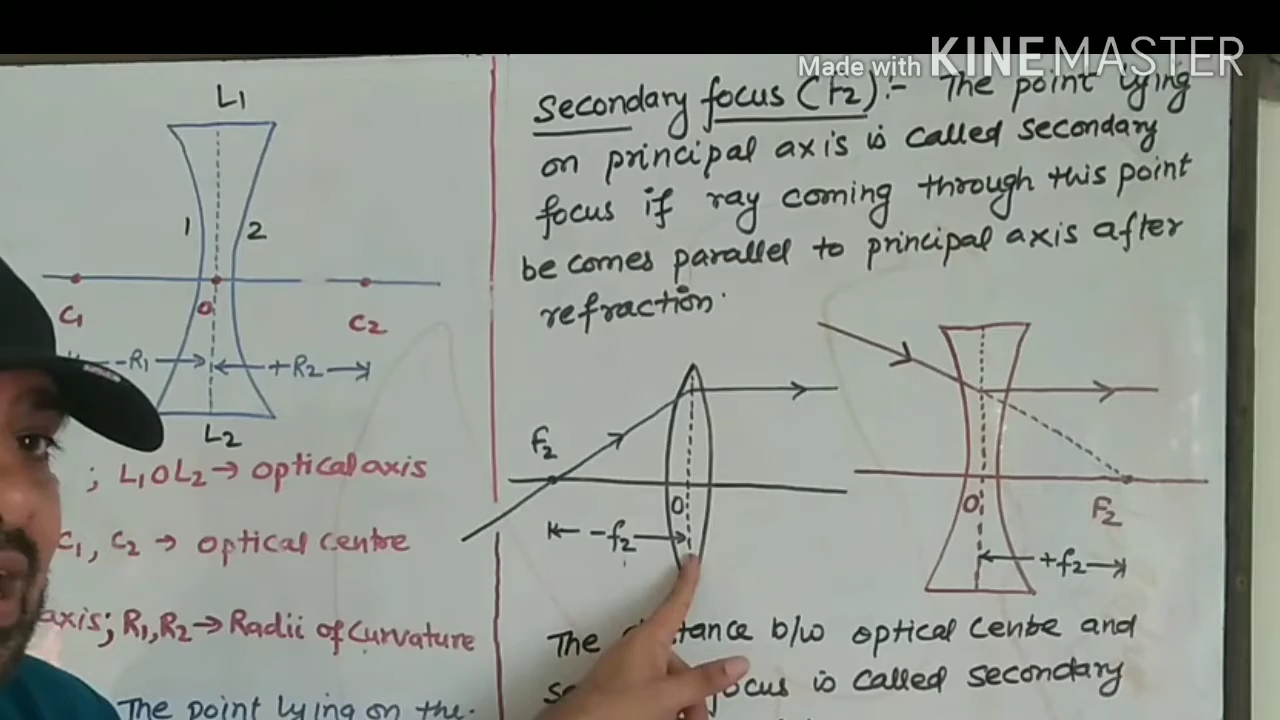 Made with KINEMASTER
L1
1 2
C1 O C2
-R1 +R2
L2
; L1OL2 → optical axis
C1, C2 → optical centre
axis; R1, R2 → Radii of curvature
The point lying on the
Secondary focus (f2):- The point lying
on principal axis is called secondary
focus if ray coming through this point
becomes parallel to principal axis after
refraction.
F2
O
-f2
O
F2
+f2
The b/w optical centre and
focus is called secondary